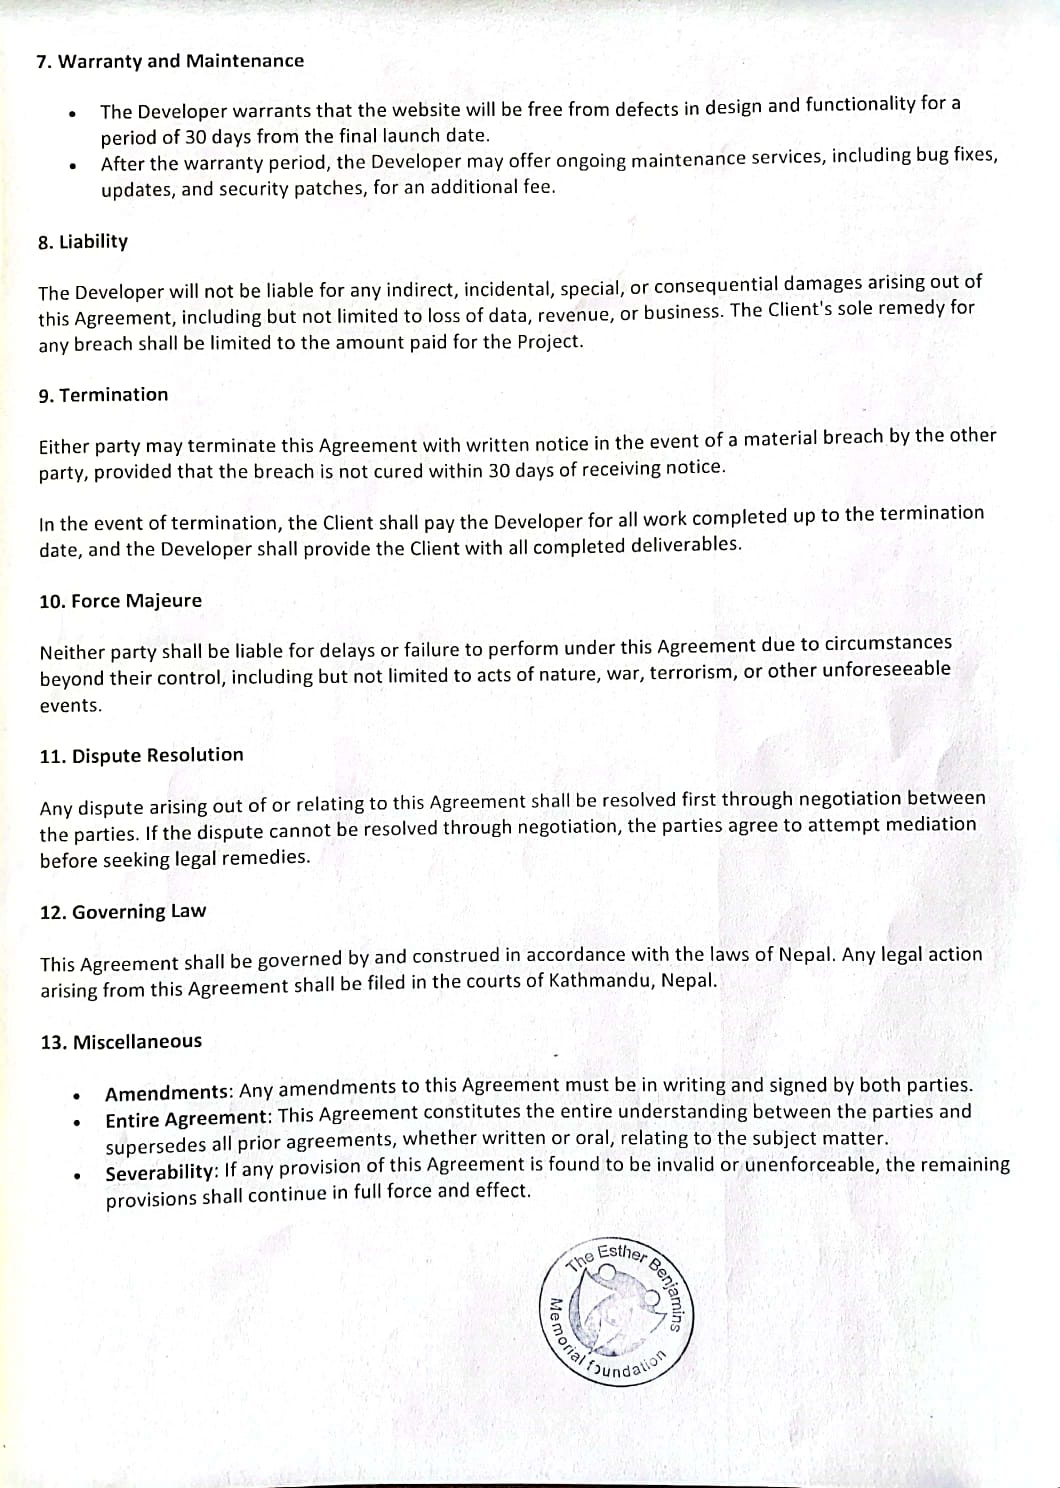 7. Warranty and Maintenance
• The Developer warrants that the website will be free from defects in design and functionality for a
period of 30 days from the final launch date.
• After the warranty period, the Developer may offer ongoing maintenance services, including bug fixes,
updates, and security patches, for an additional fee.
8. Liability
The Developer will not be liable for any indirect, incidental, special, or consequential damages arising out of
this Agreement, including but not limited to loss of data, revenue, or business. The Client's sole remedy for
any breach shall be limited to the amount paid for the Project.
9. Termination
Either party may terminate this Agreement with written notice in the event of a material breach by the other
party, provided that the breach is not cured within 30 days of receiving notice.
In the event of termination, the Client shall pay the Developer for all work completed up to the termination
date, and the Developer shall provide the Client with all completed deliverables.
10. Force Majeure
Neither party shall be liable for delays or failure to perform under this Agreement due to circumstances
beyond their control, including but not limited to acts of nature, war, terrorism, or other unforeseeable
events.
11. Dispute Resolution
Any dispute arising out of or relating to this Agreement shall be resolved first through negotiation between
the parties. If the dispute cannot be resolved through negotiation, the parties agree to attempt mediation
before seeking legal remedies.
12. Governing Law
This Agreement shall be governed by and construed in accordance with the laws of Nepal. Any legal action
arising from this Agreement shall be filed in the courts of Kathmandu, Nepal.
13. Miscellaneous
• Amendments: Any amendments to this Agreement must be in writing and signed by both parties.
• Entire Agreement: This Agreement constitutes the entire understanding between the parties and
supersedes all prior agreements, whether written or oral, relating to the subject matter.
• Severability: If any provision of this Agreement is found to be invalid or unenforceable, the remaining
provisions shall continue in full force and effect.
The Esther Benjamins
Memorial foundation